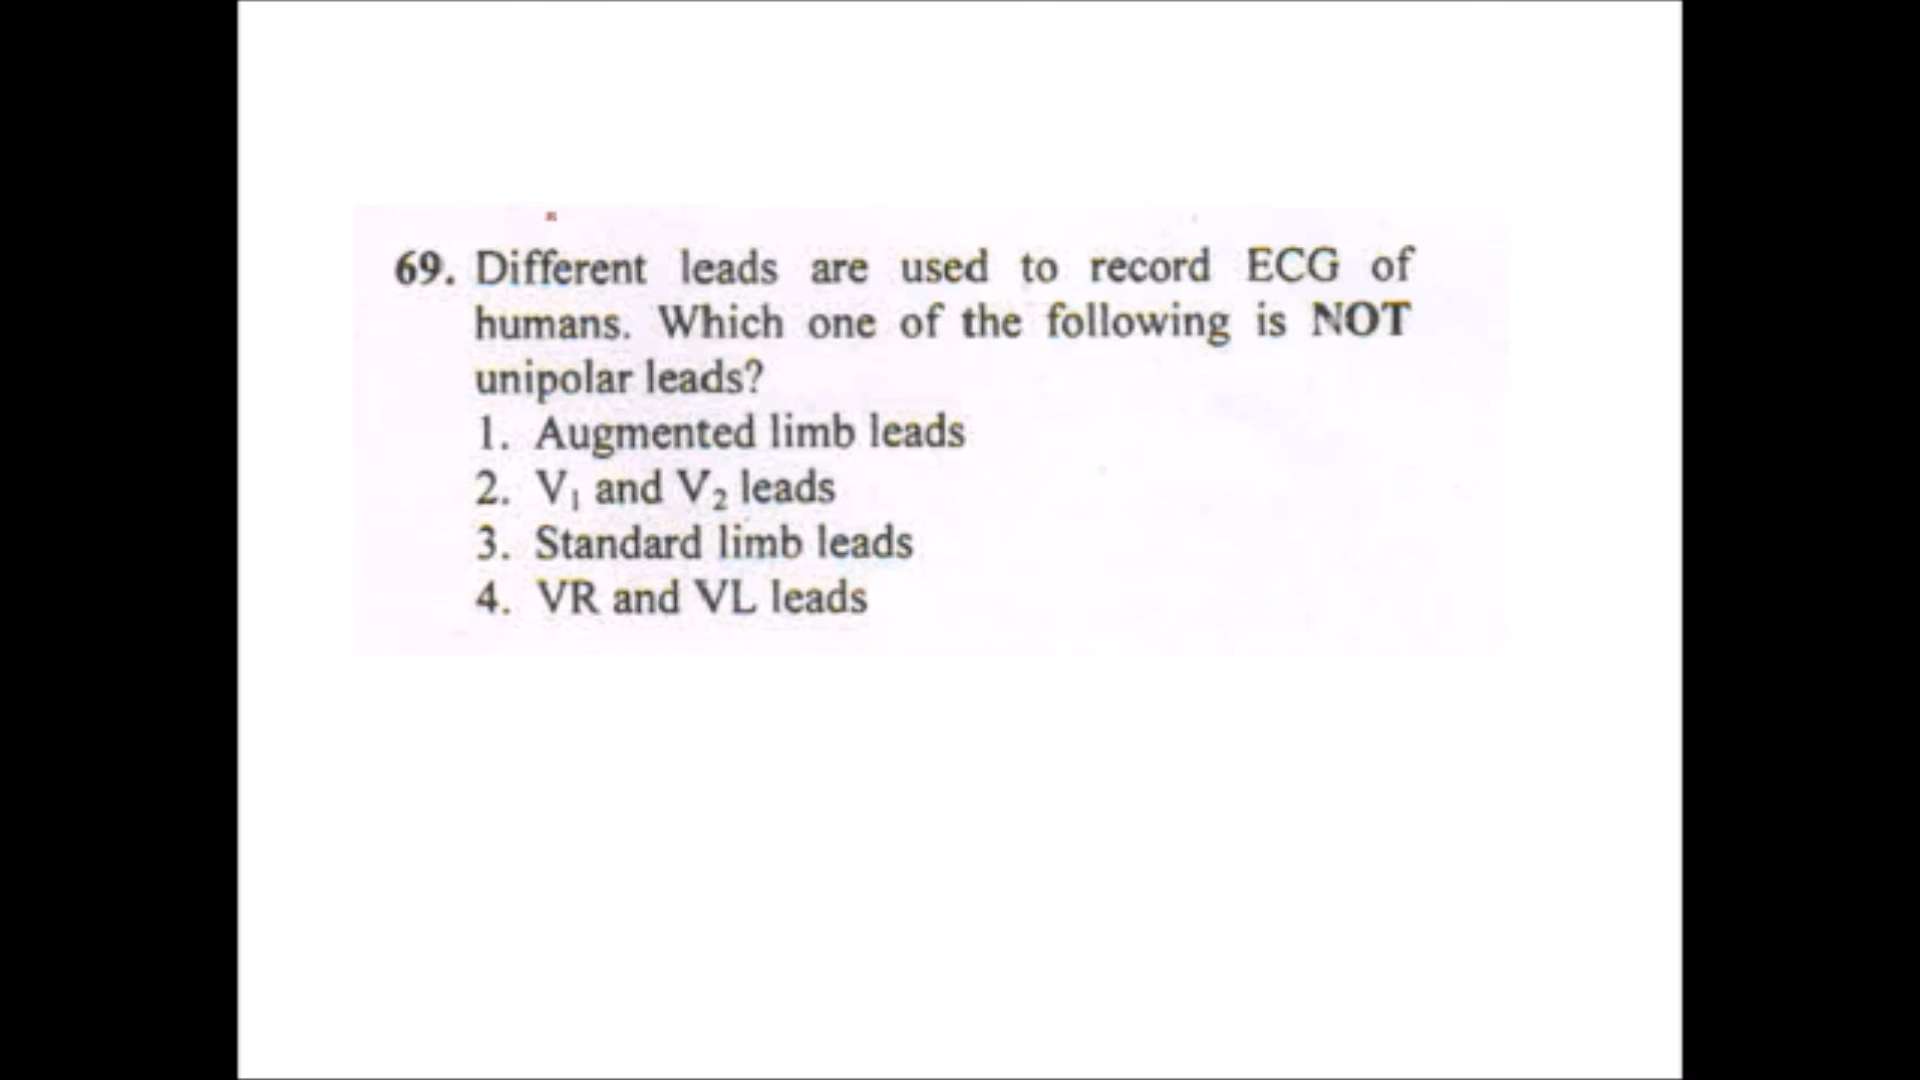 69. Different leads are used to record ECG of
humans. Which one of the following is NOT
unipolar leads?
1. Augmented limb leads
2. V₁ and V₂ leads
3. Standard limb leads
4. VR and VL leads